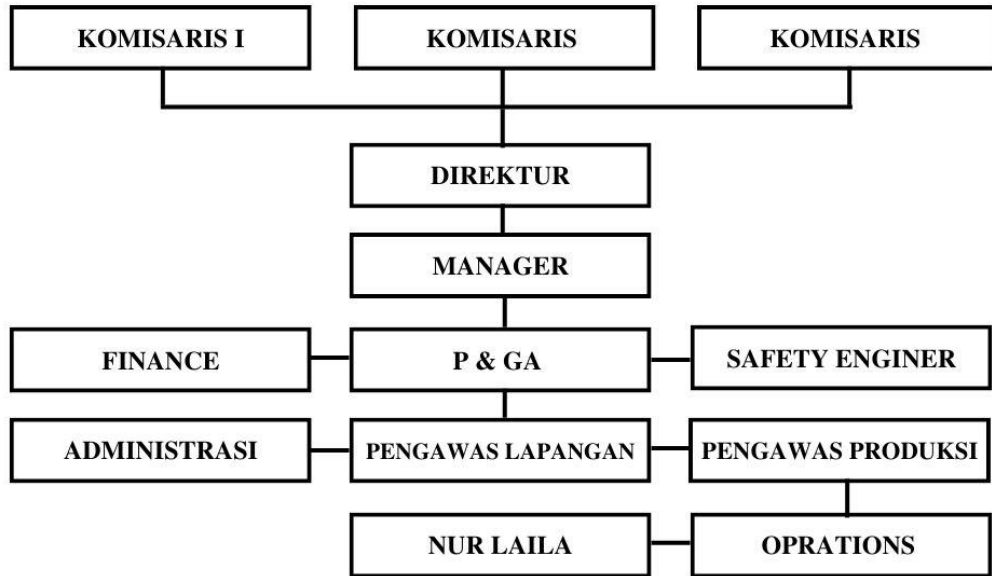 KOMISARIS I
KOMISARIS
KOMISARIS
DIREKTUR
MANAGER
FINANCE
P & GA
SAFETY ENGINER
ADMINISTRASI
PENGAWAS LAPANGAN
PENGAWAS PRODUKSI
NUR LAILA
OPRATIONS